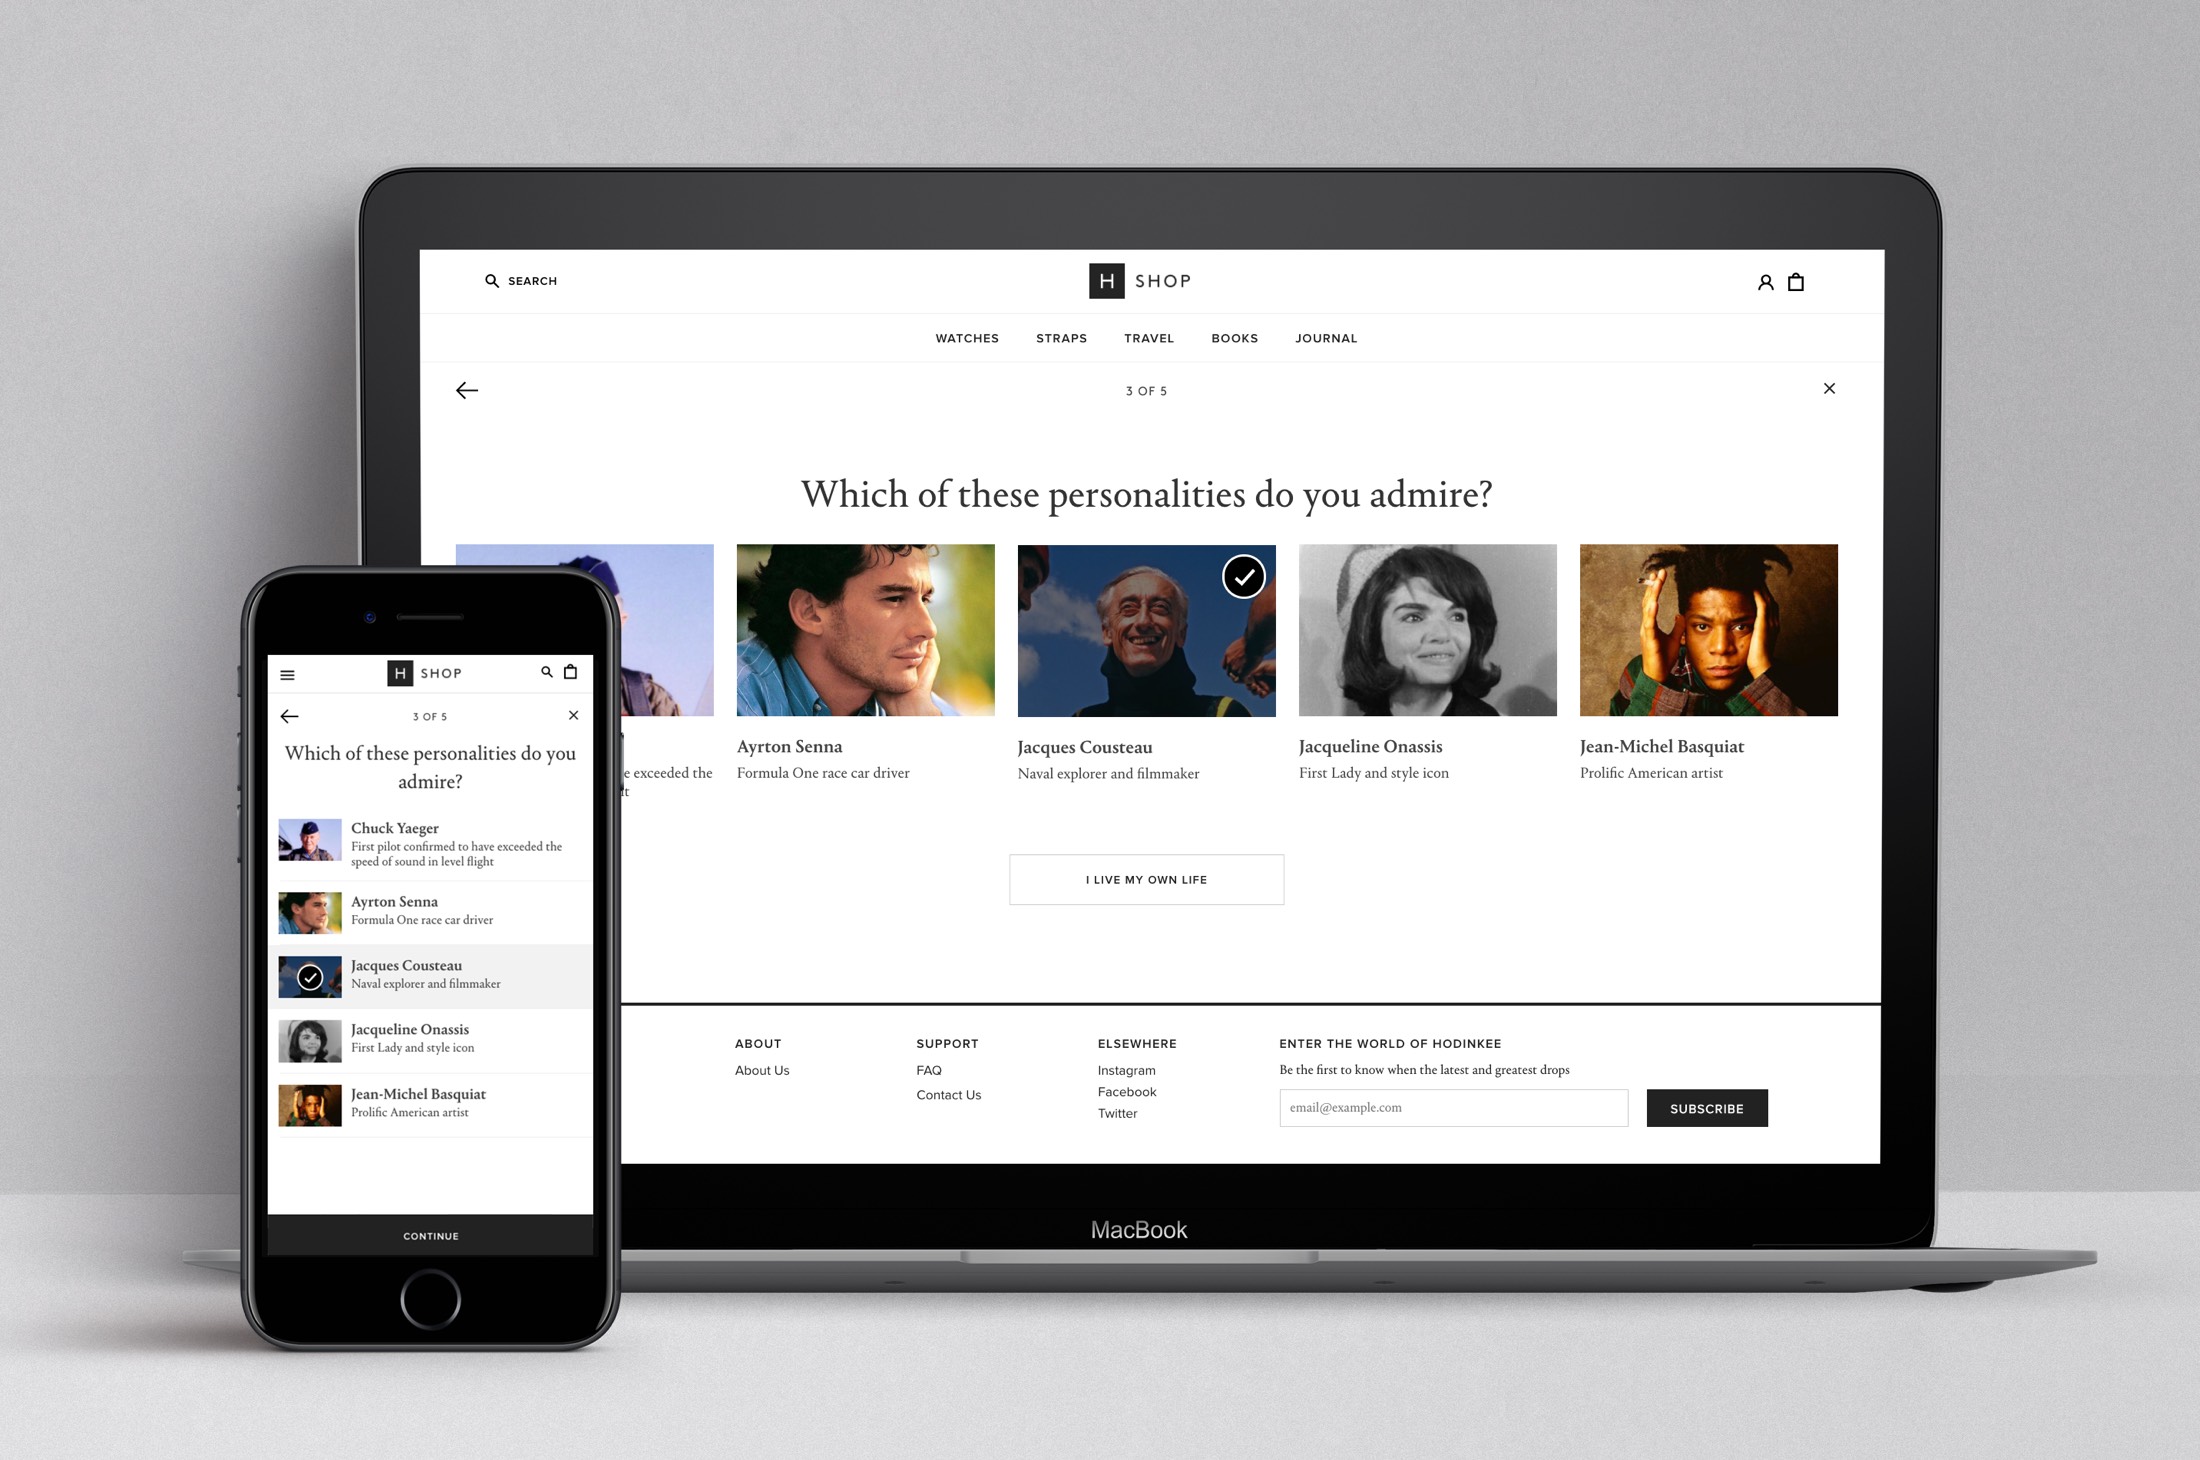 SEARCH
H SHOP
WATCHES STRAPS TRAVEL BOOKS JOURNAL
3 OF 5
Which of these personalities do you admire?
e exceeded the
Ayrton Senna
Formula One race car driver
Jacques Cousteau
Naval explorer and filmmaker
Jacqueline Onassis
First Lady and style icon
Jean-Michel Basquiat
Prolific American artist
I LIVE MY OWN LIFE
ABOUT
About Us
SUPPORT
FAQ
Contact Us
ELSEWHERE
Instagram
Facebook
Twitter
ENTER THE WORLD OF HODINKEE
Be the first to know when the latest and greatest drops
email@example.com
SUBSCRIBE
MacBook
H SHOP
3 OF 5
Which of these personalities do you
admire?
Chuck Yaeger
First pilot confirmed to have exceeded the
speed of sound in level flight
Ayrton Senna
Formula One race car driver
Jacques Cousteau
Naval explorer and filmmaker
Jacqueline Onassis
First Lady and style icon
Jean-Michel Basquiat
Prolific American artist
CONTINUE